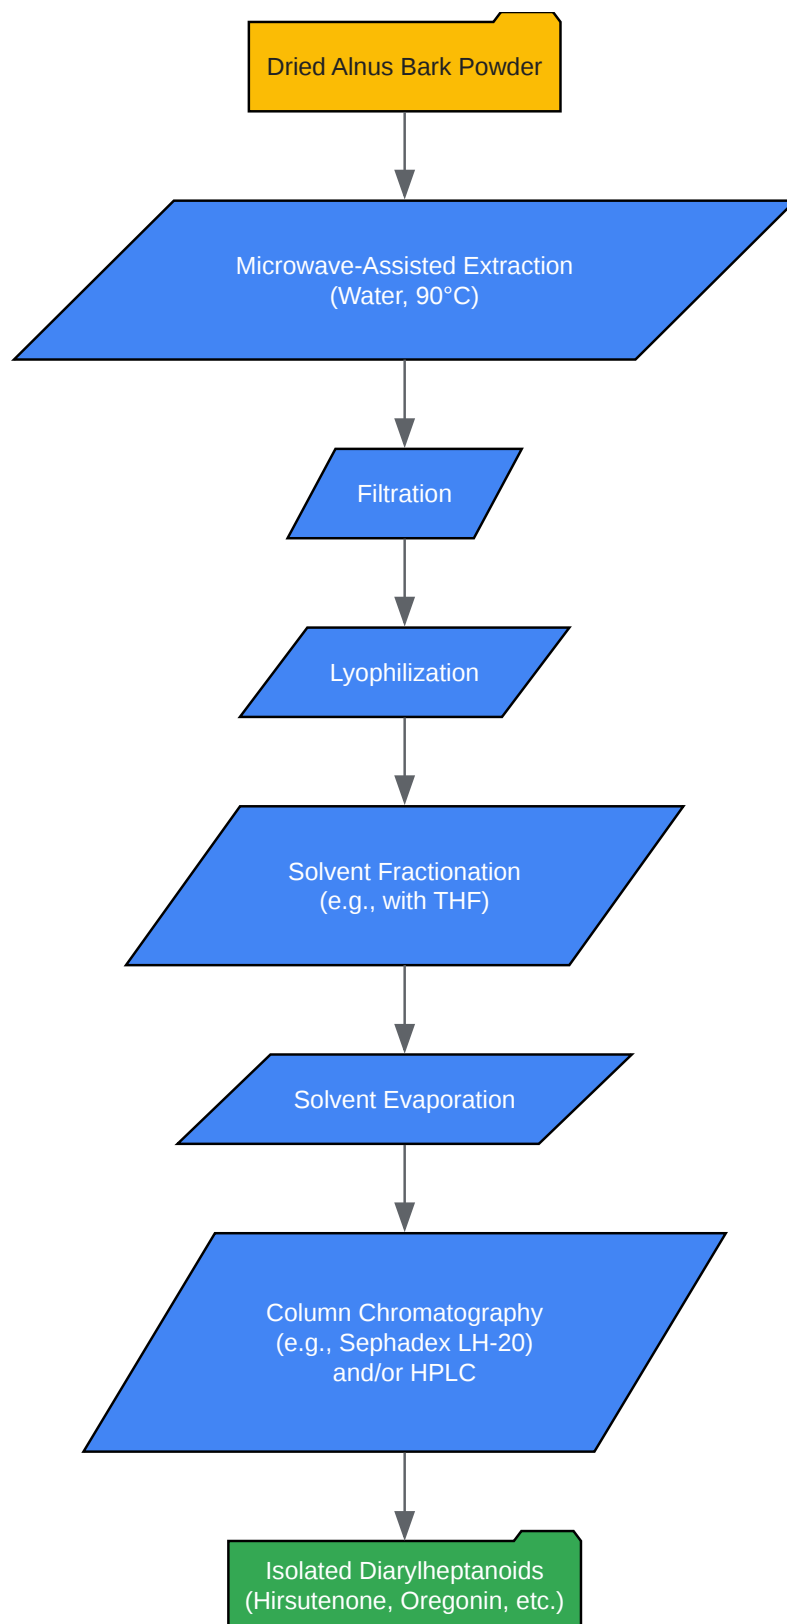 Dried Alnus Bark Powder
Microwave-Assisted Extraction
(Water, 90°C)
Filtration
Lyophilization
Solvent Fractionation
(e.g., with THF)
Solvent Evaporation
Column Chromatography
(e.g., Sephadex LH-20)
and/or HPLC
Isolated Diarylheptanoids
(Hirsutenone, Oregonin, etc.)